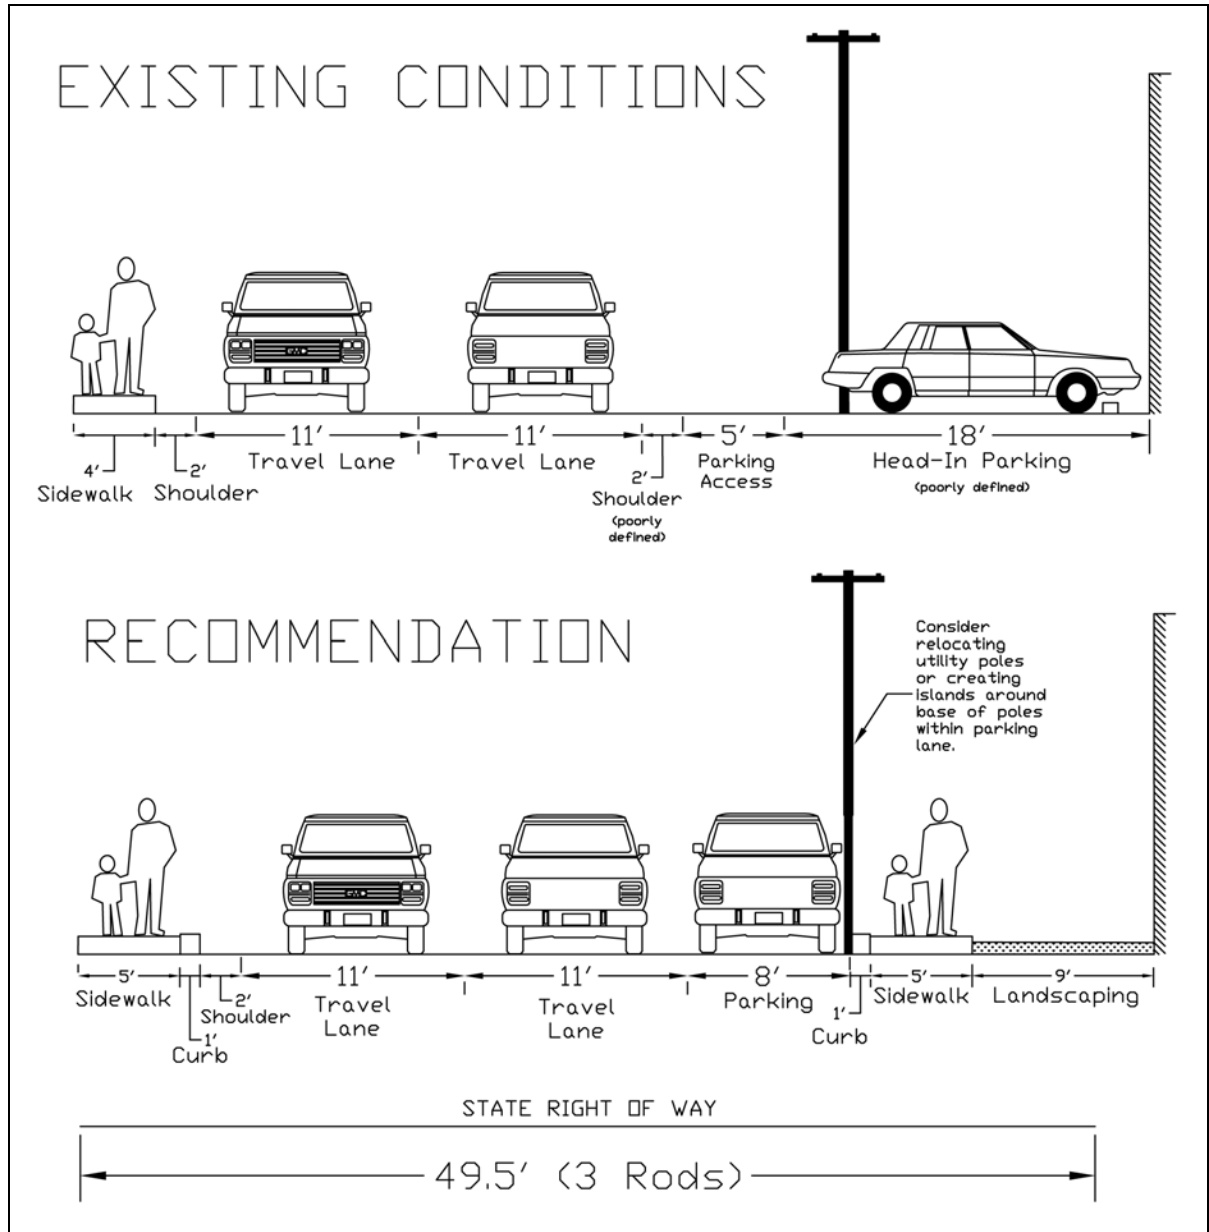 EXISTING CONDITIONS
GMC
4'
Sidewalk
2'
Shoulder
11'
Travel Lane
11'
Travel Lane
2'
Shoulder
(poorly
defined)
5'
Parking
Access
18'
Head-In Parking
(poorly defined)
RECOMMENDATION
Consider
relocating
utility poles
or creating
islands around
base of poles
within parking
lane.
GMC
5'
Sidewalk
1'
Curb
2'
Shoulder
11'
Travel
Lane
11'
Travel
Lane
8'
Parking
1'
Curb
5'
Sidewalk
9'
Landscaping
STATE RIGHT OF WAY
49.5' (3 Rods)